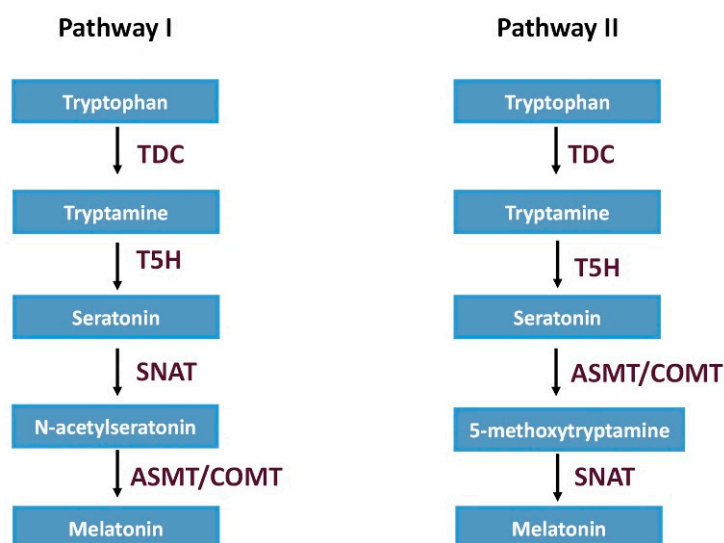 Pathway I
Pathway II
Tryptophan
Tryptophan
TDC
TDC
Tryptamine
Tryptamine
T5H
T5H
Seratonin
Seratonin
SNAT
ASMT/COMT
N-acetylseratonin
5-methoxytryptamine
ASMT/COMT
SNAT
Melatonin
Melatonin